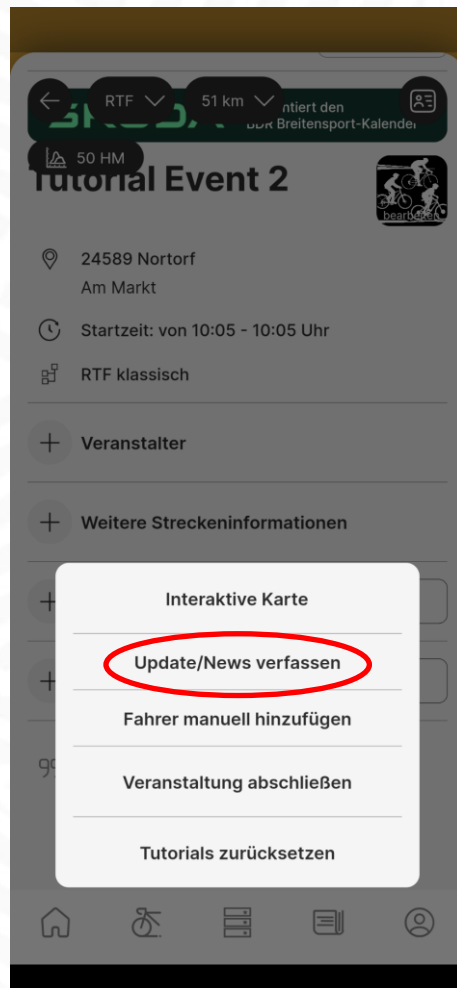 RTF
51 km
ntiert den
BDR Breitensport-Kalender
50 HM
Tutorial Event 2
bearbeiten
24589 Nortorf
Am Markt
Startzeit: von 10:05 - 10:05 Uhr
RTF klassisch
Veranstalter
Weitere Streckeninformationen
Interaktive Karte
Update/News verfassen
Fahrer manuell hinzufügen
Veranstaltung abschließen
Tutorials zurücksetzen